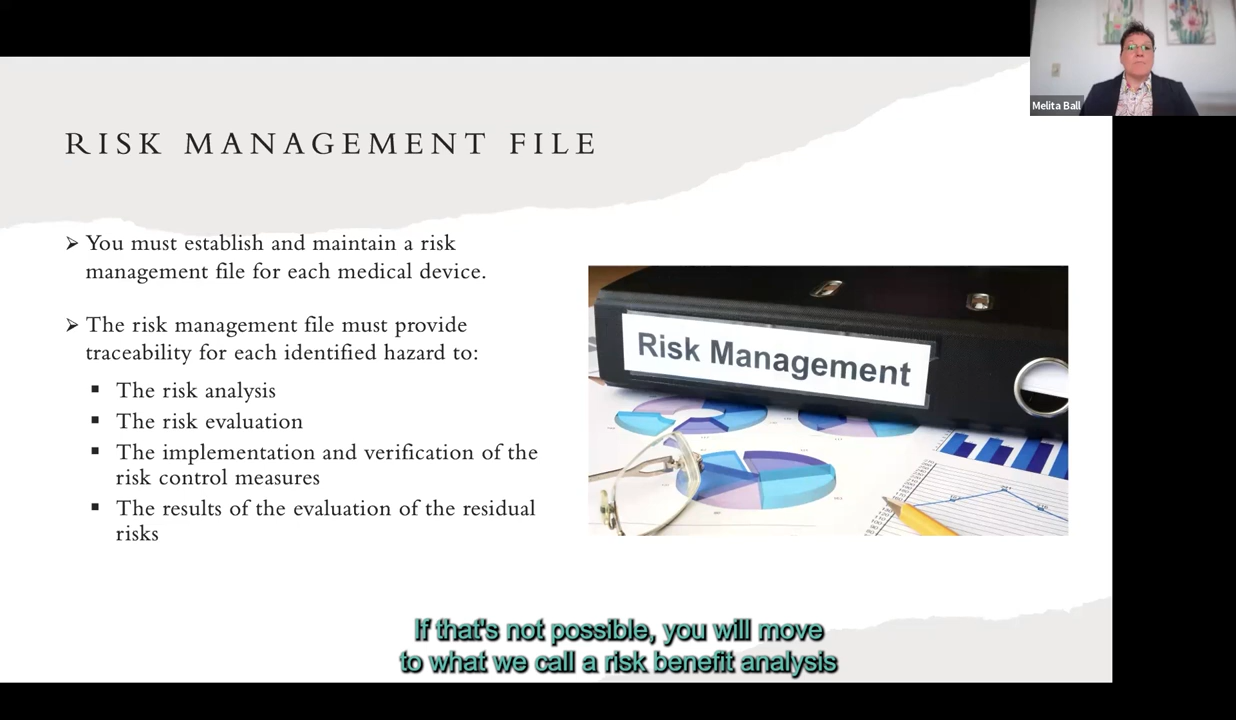 Melita Ball
RISK MANAGEMENT FILE
➢ You must establish and maintain a risk
management file for each medical device.
➢ The risk management file must provide
traceability for each identified hazard to:
▪ The risk analysis
▪ The risk evaluation
▪ The implementation and verification of the
risk control measures
▪ The results of the evaluation of the residual
risks
Risk Management
If that's not possible, you will move
to what we call a risk benefit analysis